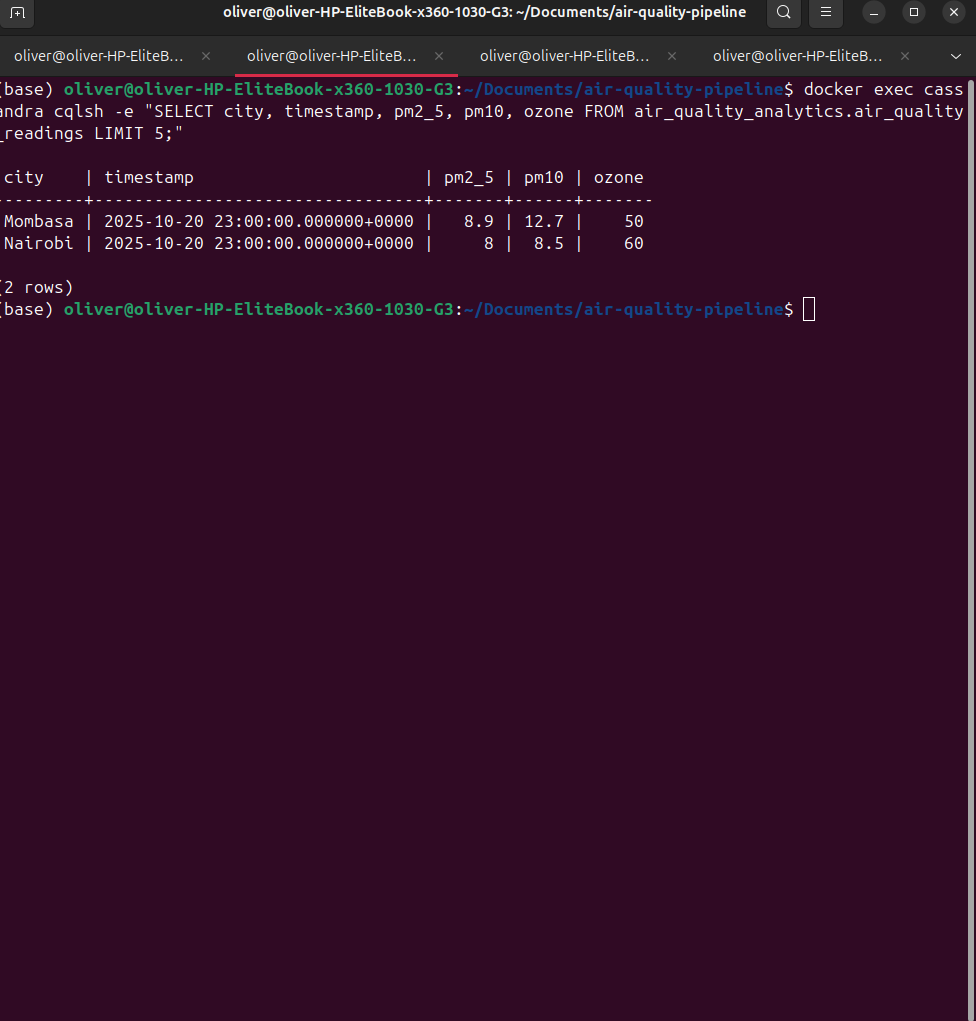 oliver@oliver-HP-EliteBook-x360-1030-G3: ~/Documents/air-quality-pipeline
oliver@oliver-HP-EliteB... × oliver@oliver-HP-EliteB... × oliver@oliver-HP-EliteB... × oliver@oliver-HP-EliteB... ×
(base) oliver@oliver-HP-EliteBook-x360-1030-G3:~/Documents/air-quality-pipeline$ docker exec cass
andra cqlsh -e "SELECT city, timestamp, pm2_5, pm10, ozone FROM air_quality_analytics.air_quality
_readings LIMIT 5;"
city    | timestamp                       | pm2_5 | pm10 | ozone
---------+---------------------------------+-------+------+-------
Mombasa | 2025-10-20 23:00:00.000000+0000 |   8.9 | 12.7 |    50
Nairobi | 2025-10-20 23:00:00.000000+0000 |     8 |  8.5 |    60
(2 rows)
(base) oliver@oliver-HP-EliteBook-x360-1030-G3:~/Documents/air-quality-pipeline$